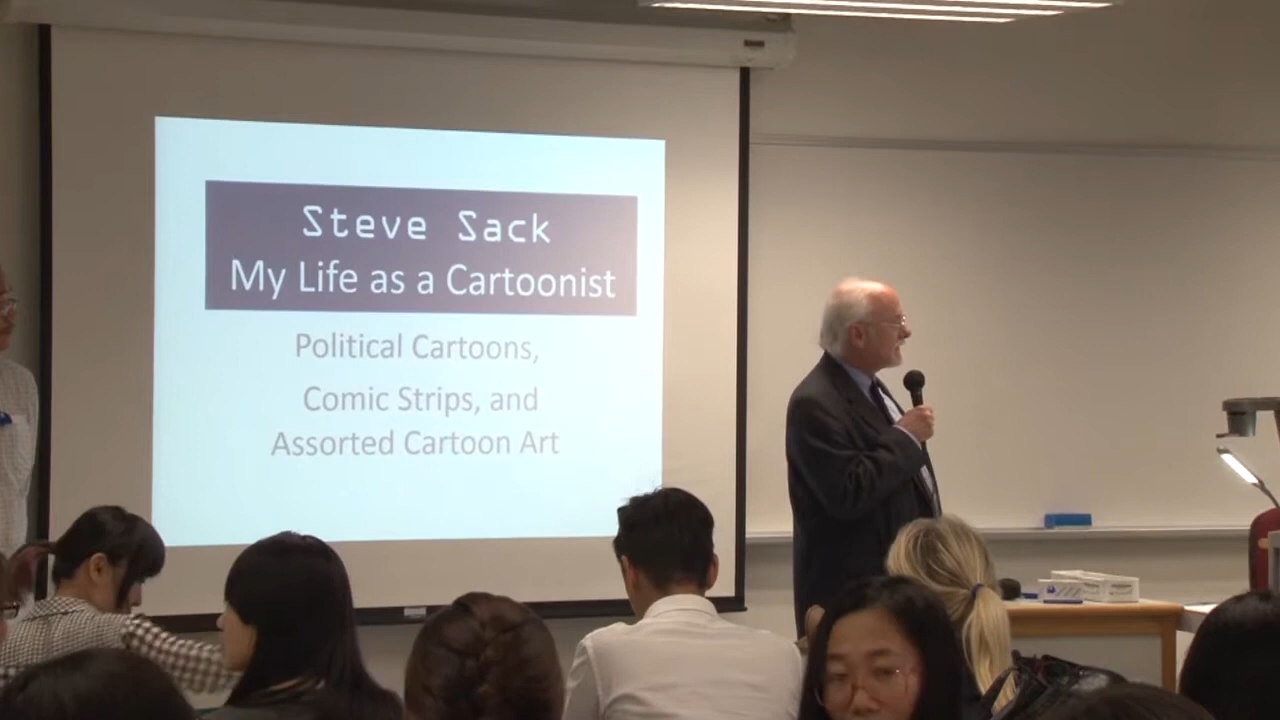 Steve Sack
My Life as a Cartoonist
Political Cartoons,
Comic Strips, and
Assorted Cartoon Art